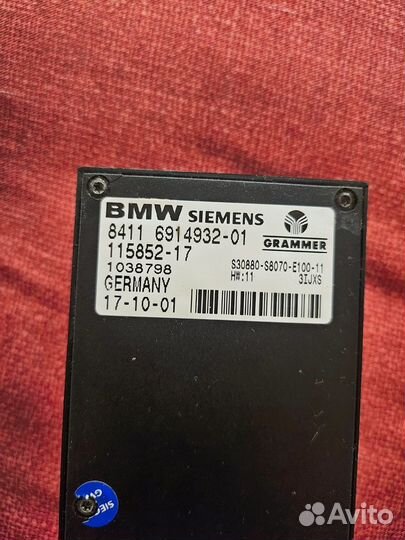 BMW SIEMENS
8411 6914932-01
GRAMMER
115852-17
1038798
S30880-S8070-E100-11
GERMANY
H#:11 3IJXS
17-10-01
Avito